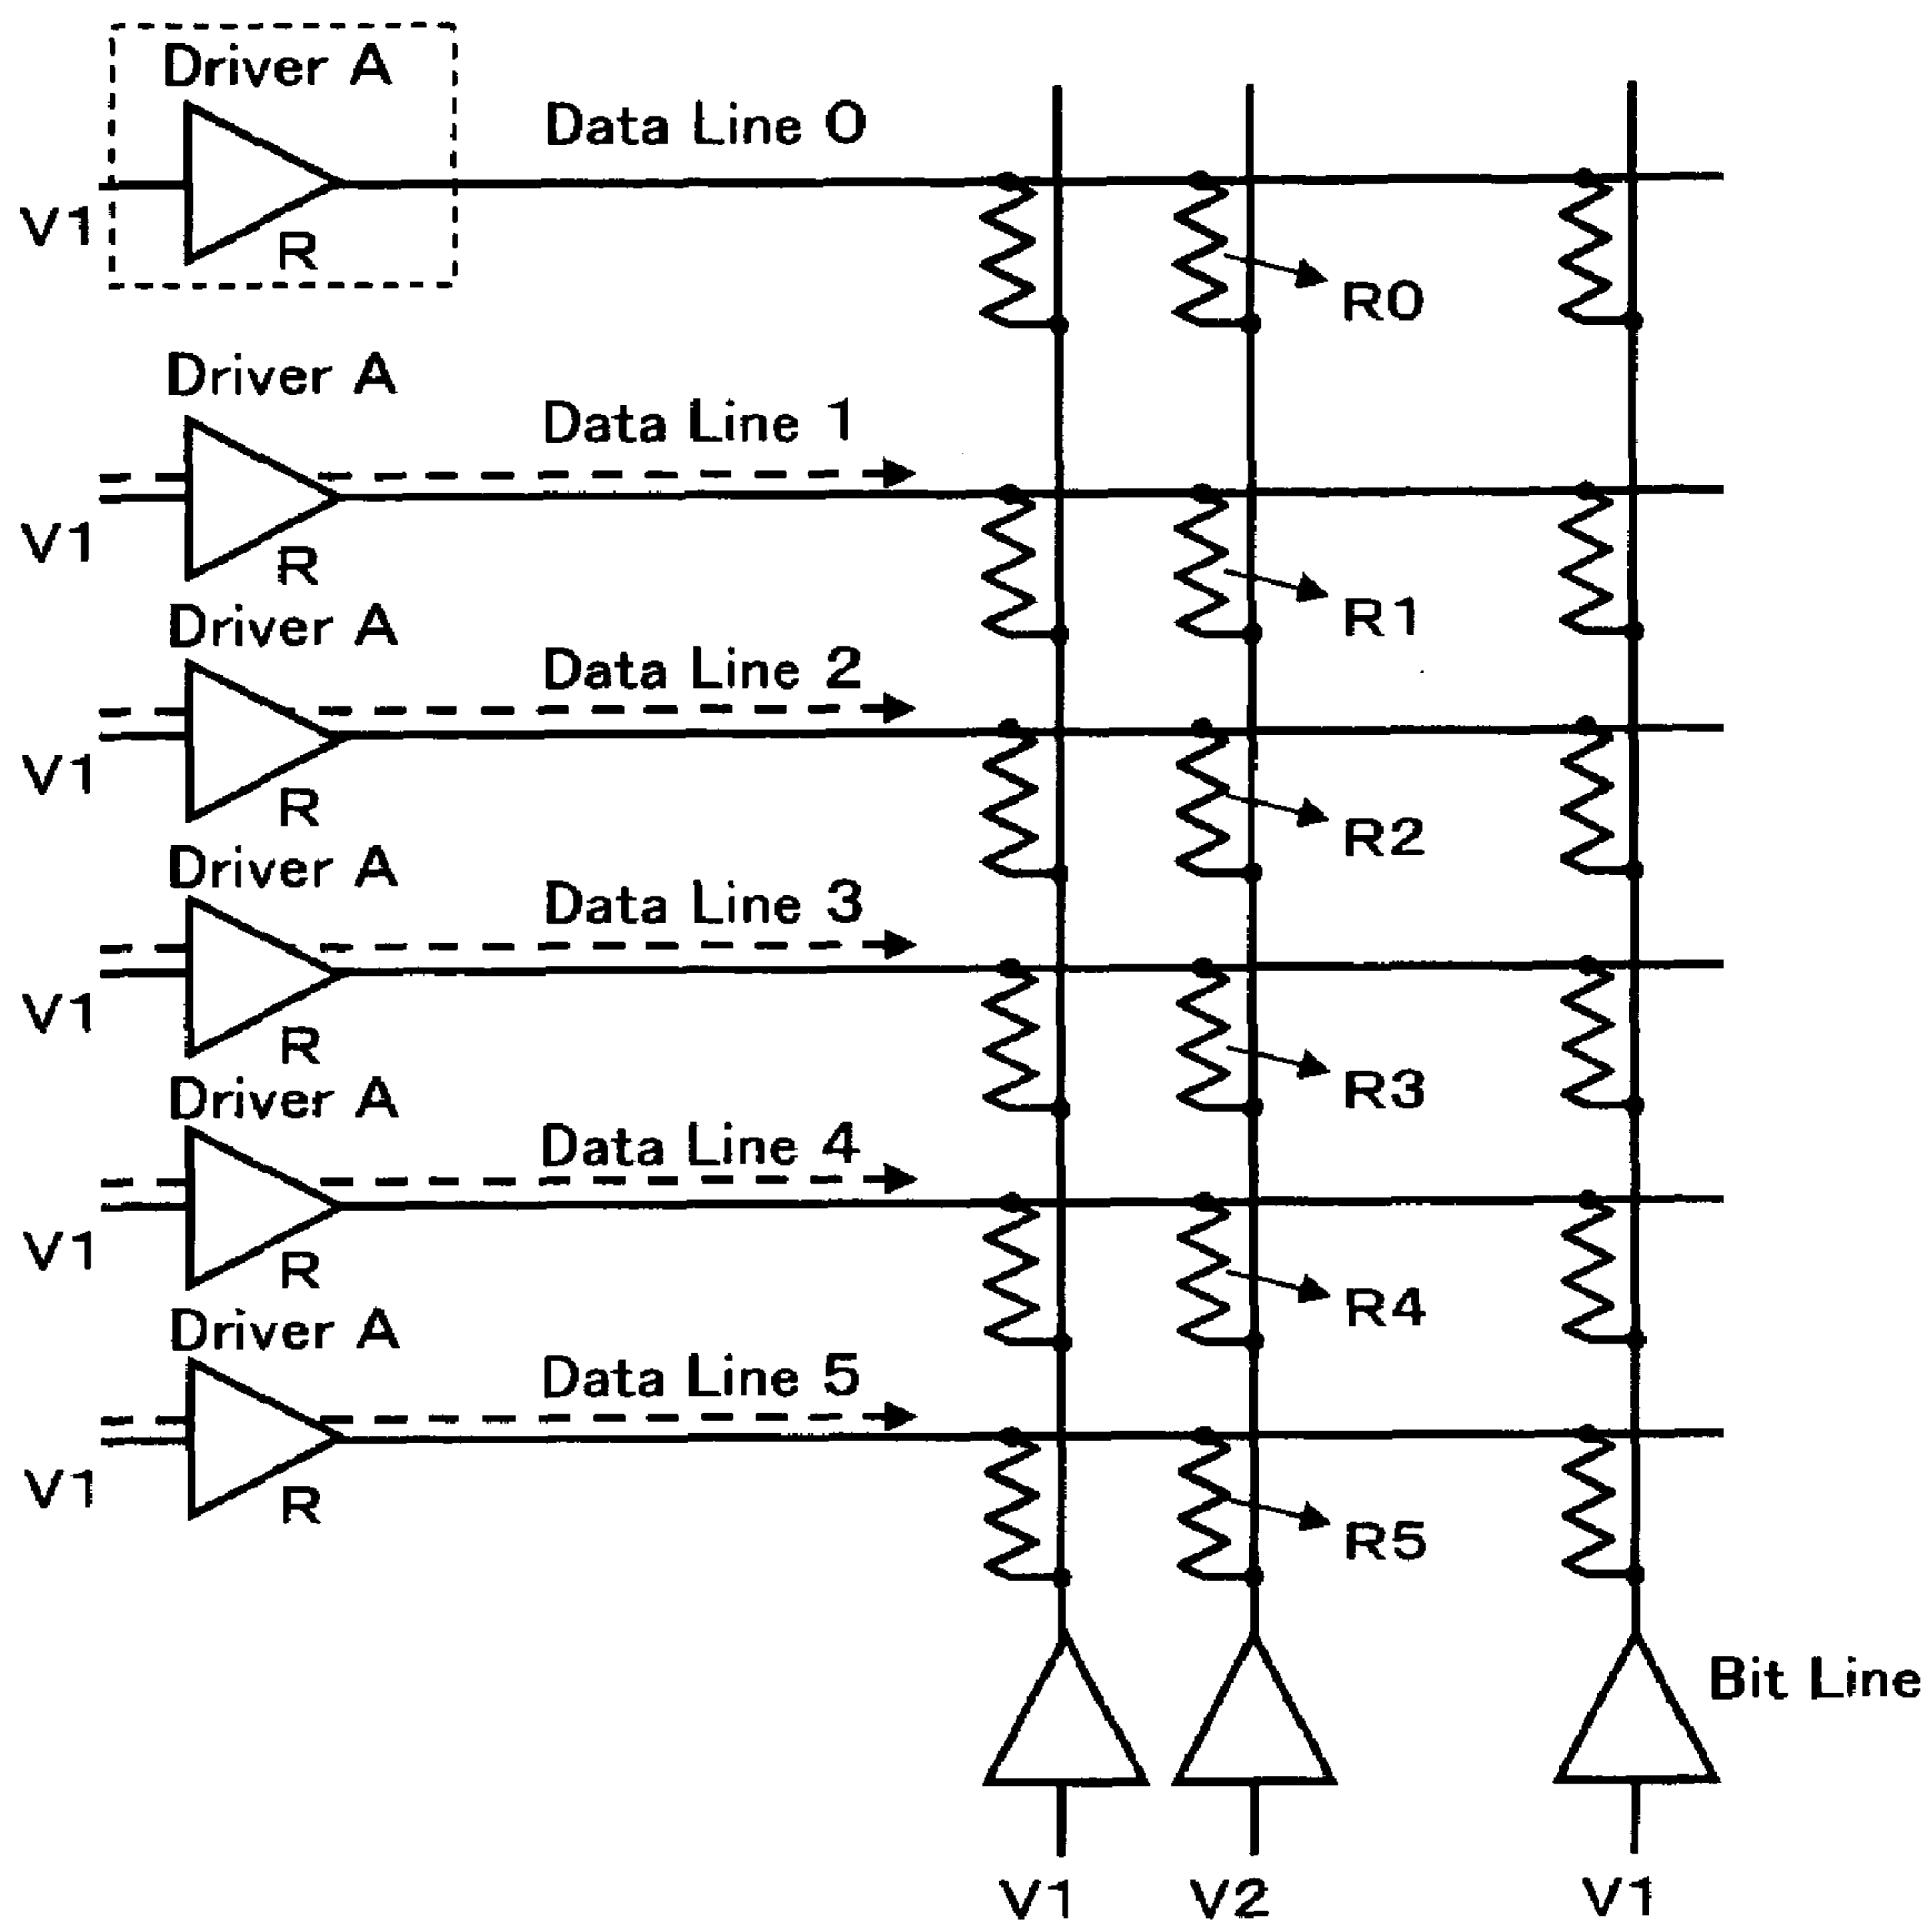 Driver A
Data Line 0
V1
R
R0
Driver A
Data Line 1
V1
R
R1
Driver A
Data Line 2
V1
R
R2
Driver A
Data Line 3
V1
R
R3
Driver A
Data Line 4
V1
R
R4
Driver A
Data Line 5
V1
R
R5
Bit Line
V1 V2 V1